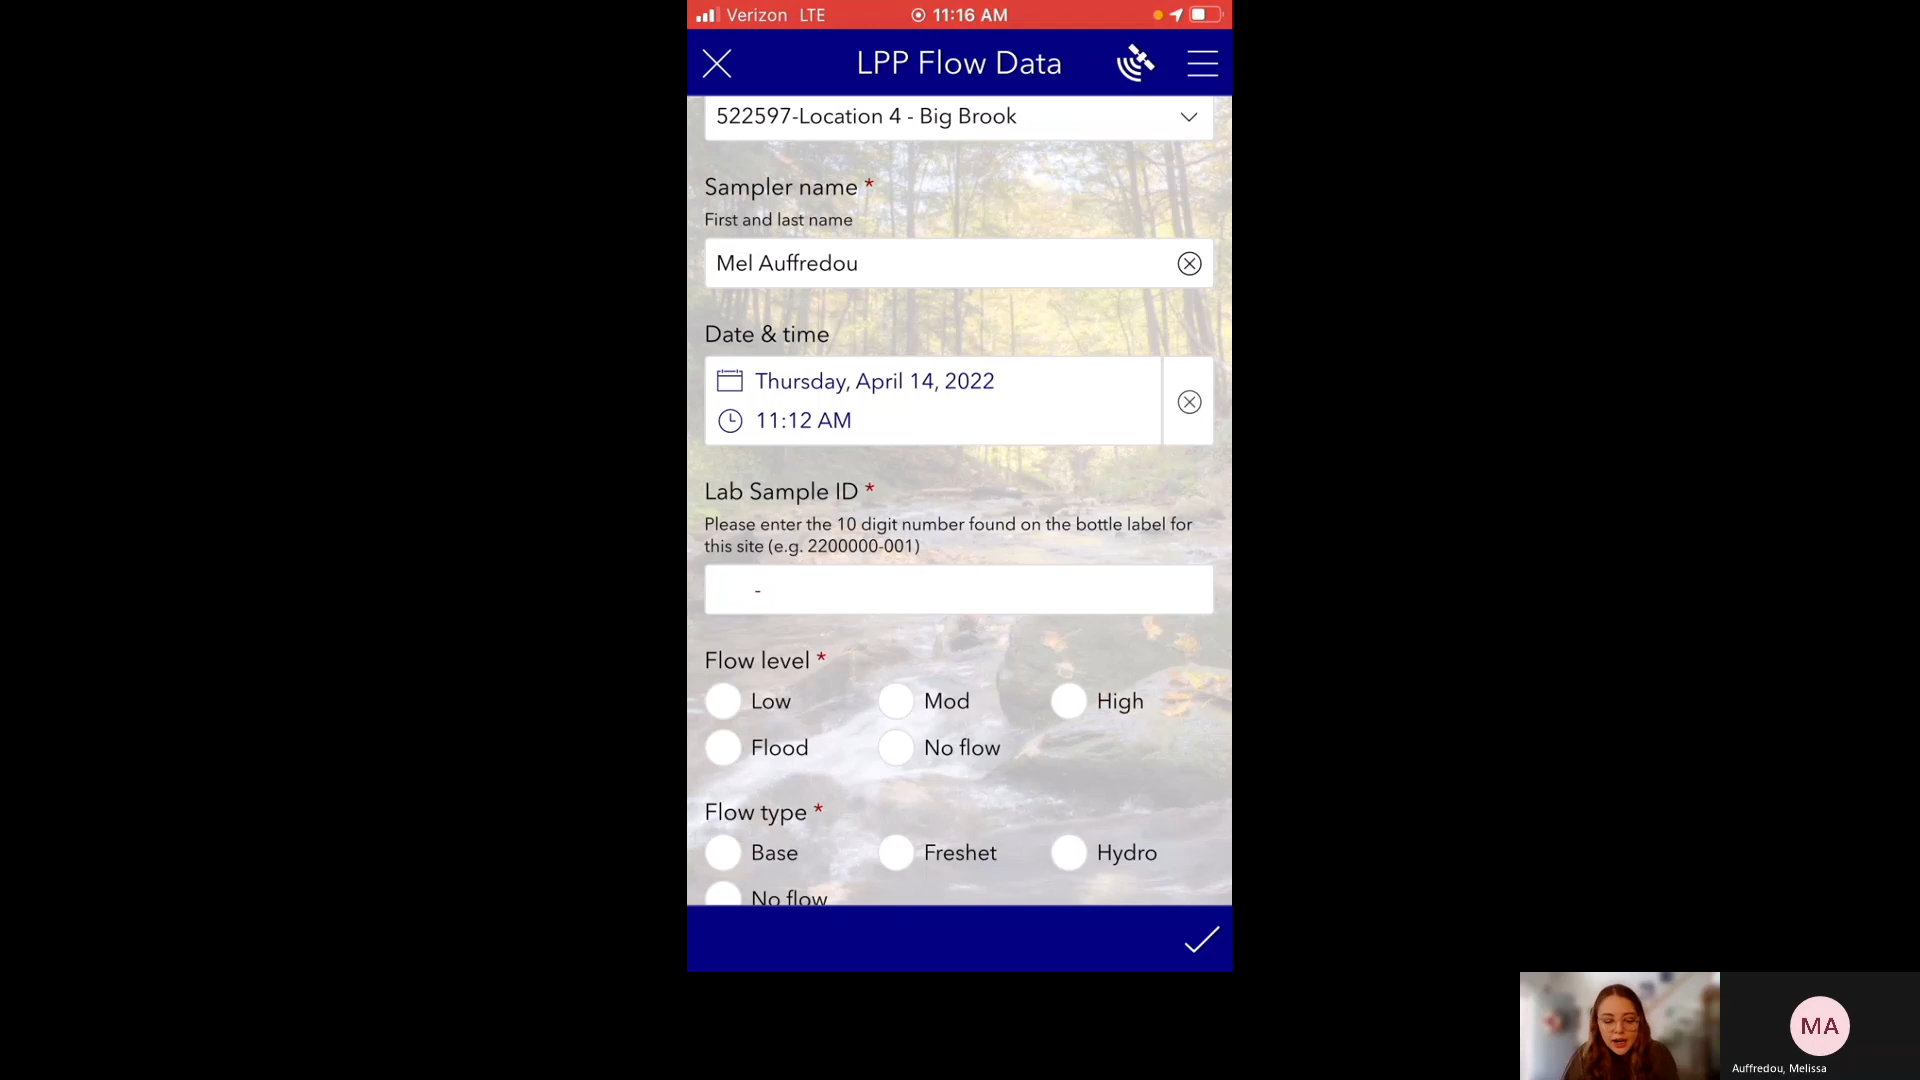 Verizon LTE 11:16 AM
LPP Flow Data
522597-Location 4 - Big Brook
Sampler name *
First and last name
Mel Auffredou
Date & time
Thursday, April 14, 2022
11:12 AM
Lab Sample ID *
Please enter the 10 digit number found on the bottle label for
this site (e.g. 2200000-001)
-
Flow level *
Low Mod High
Flood No flow
Flow type *
Base Freshet Hydro
No flow
MA
Auffredou, Melissa